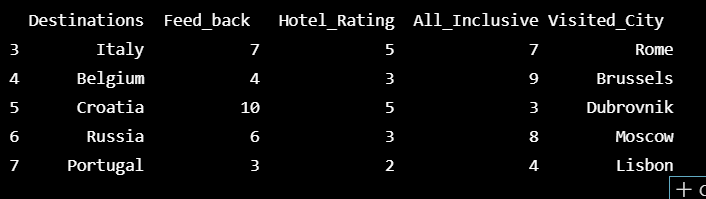 Destinations Feed_back Hotel_Rating All_Inclusive Visited_City
3 Italy 7 5 7 Rome
4 Belgium 4 3 9 Brussels
5 Croatia 10 5 3 Dubrovnik
6 Russia 6 3 8 Moscow
7 Portugal 3 2 4 Lisbon
+